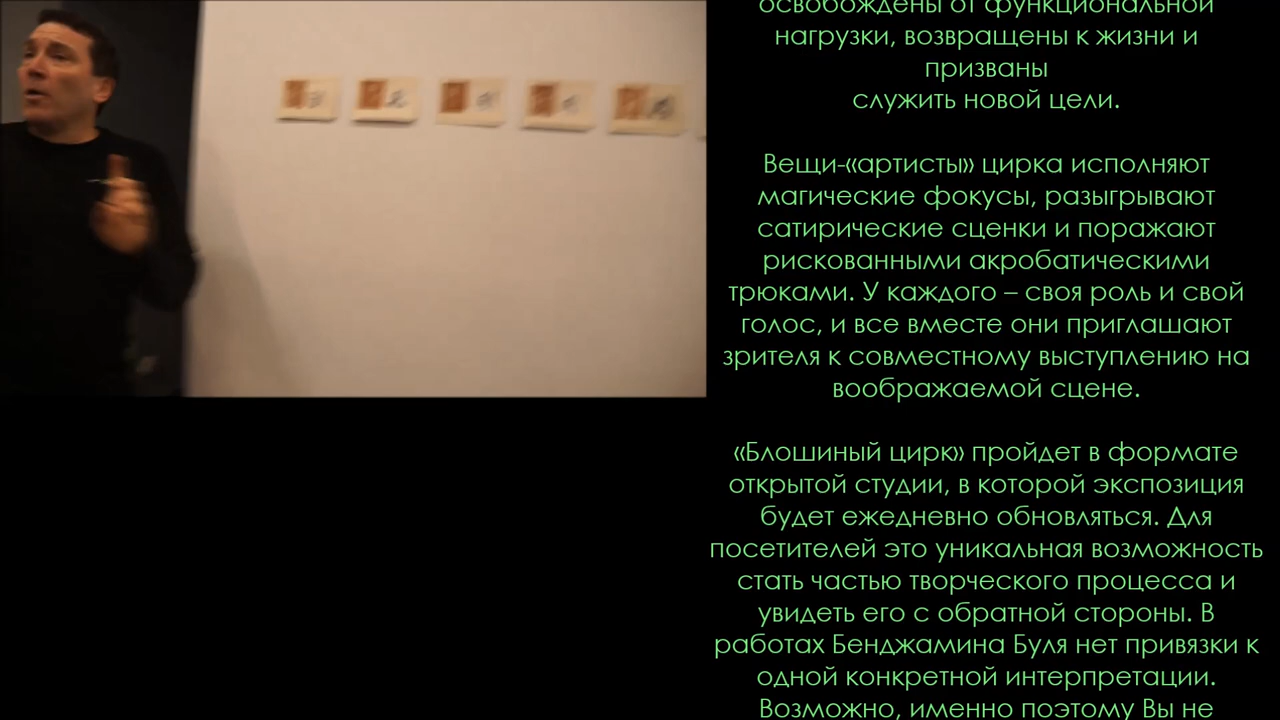 освобождены от функциональной
нагрузки, возвращены к жизни и
призваны
служить новой цели.
Вещи-«артисты» цирка исполняют
магические фокусы, разыгрывают
сатирические сценки и поражают
рискованными акробатическими
трюками. У каждого – своя роль и свой
голос, и все вместе они приглашают
зрителя к совместному выступлению на
воображаемой сцене.
«Блошиный цирк» пройдет в формате
открытой студии, в которой экспозиция
будет ежедневно обновляться. Для
посетителей это уникальная возможность
стать частью творческого процесса и
увидеть его с обратной стороны. В
работах Бенджамина Буля нет привязки к
одной конкретной интерпретации.
Возможно, именно поэтому Вы не